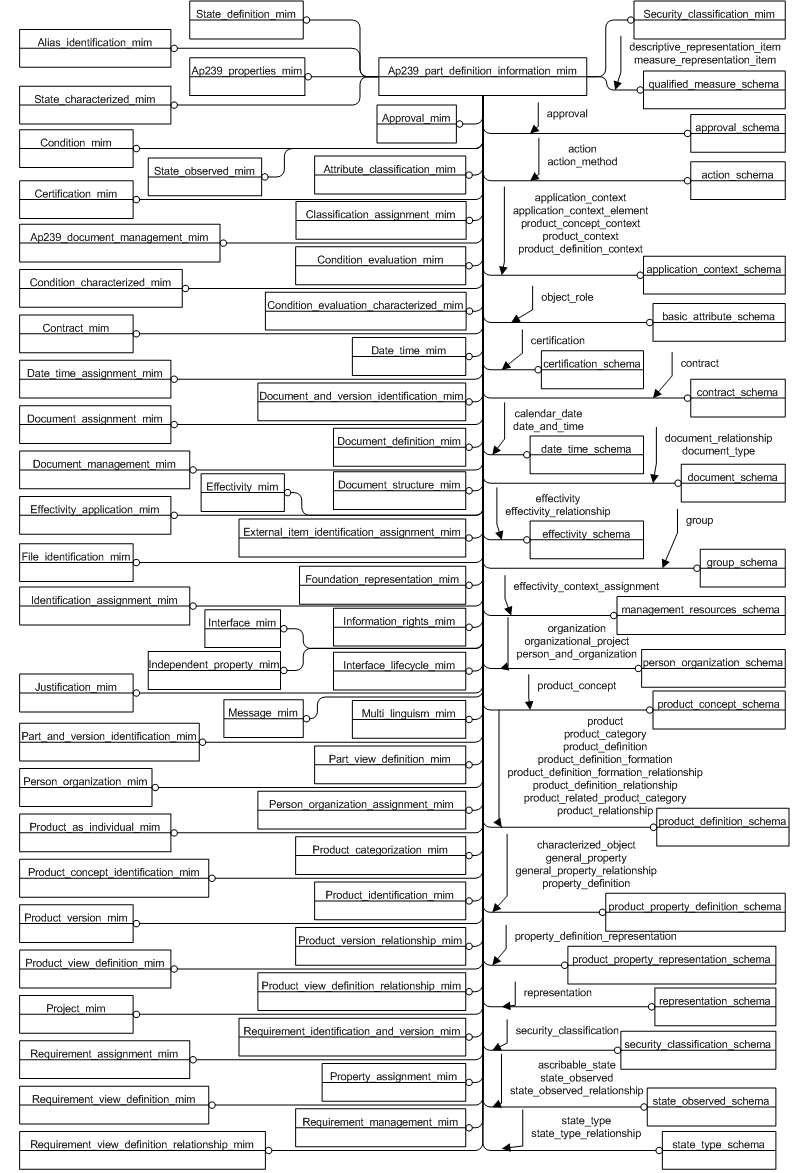 State_definition_mim
Security_classification_mim
Alias_identification_mim
descriptive_representation_item
measure_representation_item
Ap239_properties_mim
Ap239_part_definition_information_mim
qualified_measure_schema
State_characterized_mim
Approval_mim
approval
approval_schema
Condition_mim
State_observed_mim
Attribute_classification_mim
action
action_method
action_schema
Certification_mim
Classification_assignment_mim
application_context
application_context_element
product_concept_context
product_context
product_definition_context
Ap239_document_management_mim
Condition_evaluation_mim
application_context_schema
Condition_characterized_mim
Condition_evaluation_characterized_mim
object_role
basic_attribute_schema
Contract_mim
Date_time_mim
certification
certification_schema
contract
Date_time_assignment_mim
Document_and_version_identification_mim
contract_schema
Document_assignment_mim
calendar_date
date_and_time
Document_definition_mim
date_time_schema
document_relationship
document_type
Document_management_mim
document_schema
Effectivity_mim
Document_structure_mim
Effectivity_application_mim
effectivity
effectivity_relationship
External_item_identification_assignment_mim
effectivity_schema
group
File_identification_mim
group_schema
Foundation_representation_mim
effectivity_context_assignment
Identification_assignment_mim
management_resources_schema
Interface_mim
Information_rights_mim
organization
organizational_project
person_and_organization
Independent_property_mim
Interface_lifecycle_mim
person_organization_schema
Justification_mim
product_concept
Message_mim
Multi_linguism_mim
product_concept_schema
Part_and_version_identification_mim
product
product_category
product_definition
product_definition_formation
product_definition_formation_relationship
product_definition_relationship
product_related_product_category
product_relationship
Part_view_definition_mim
Person_organization_mim
Person_organization_assignment_mim
product_definition_schema
Product_as_individual_mim
Product_categorization_mim
characterized_object
general_property
general_property_relationship
property_definition
Product_concept_identification_mim
Product_identification_mim
product_property_definition_schema
Product_version_mim
Product_version_relationship_mim
property_definition_representation
Product_view_definition_mim
product_property_representation_schema
Product_view_definition_relationship_mim
representation
representation_schema
Project_mim
Requirement_identification_and_version_mim
security_classification
security_classification_schema
Requirement_assignment_mim
Property_assignment_mim
ascribable_state
state_observed
state_observed_relationship
Requirement_view_definition_mim
state_observed_schema
Requirement_management_mim
state_type
state_type_relationship
Requirement_view_definition_relationship_mim
state_type_schema